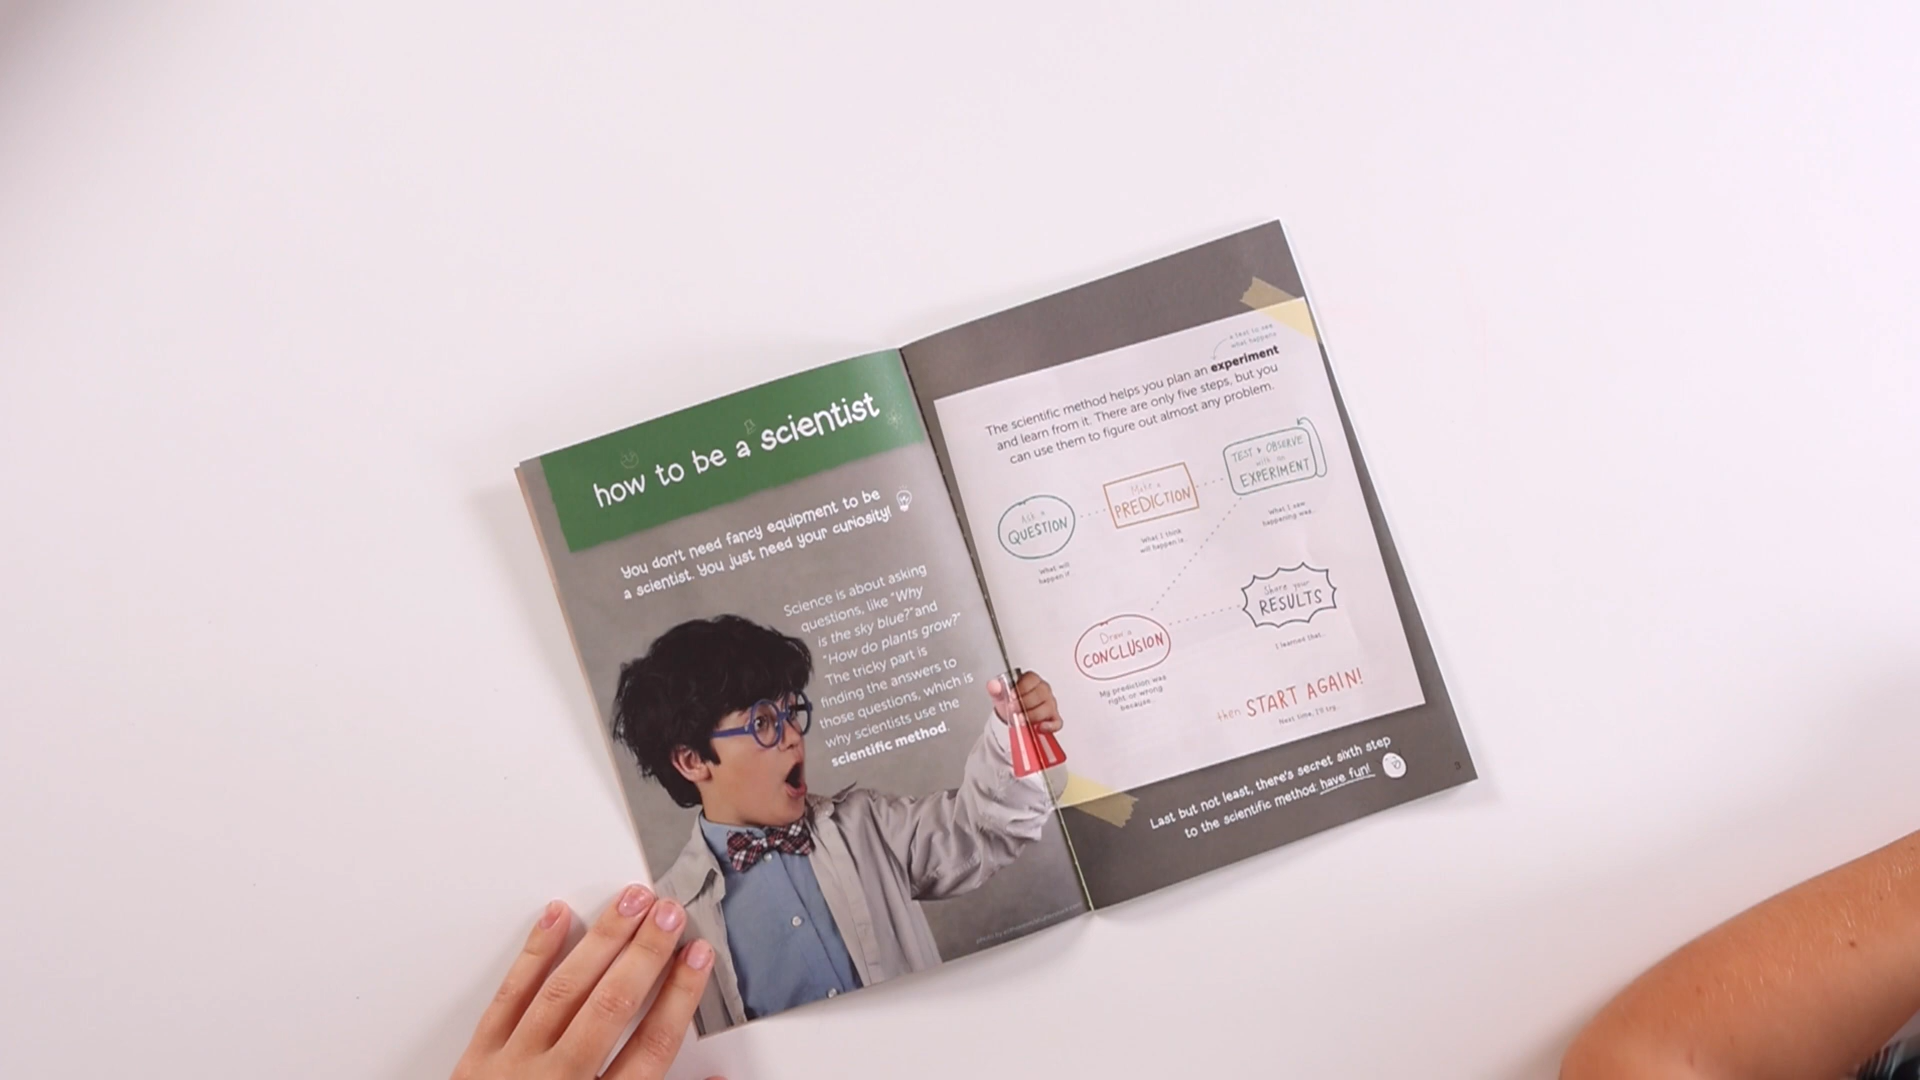 how to be a scientist
You don't need fancy equipment to be
a scientist. You just need your curiosity!
Science is about asking
questions, like "Why
is the sky blue?"and
"How do plants grow?"
The tricky part is
finding the answers to
those questions, which is
why scientists use the
scientific method.
a test to see
what happens
The scientific method helps you plan an experiment
and learn from it. There are only five steps, but you
can use them to figure out almost any problem.
Ask a
QUESTION
What will
happen if...
Make a
PREDICTION
What I think
will happen is...
TEST & OBSERVE
with an
EXPERIMENT
What I saw
happening was...
Draw a
CONCLUSION
My prediction was
right or wrong
because...
Share your
RESULTS
I learned that...
then START AGAIN!
Next time, I'll try...
Last but not least, there's secret sixth step
to the scientific method: have fun!
3